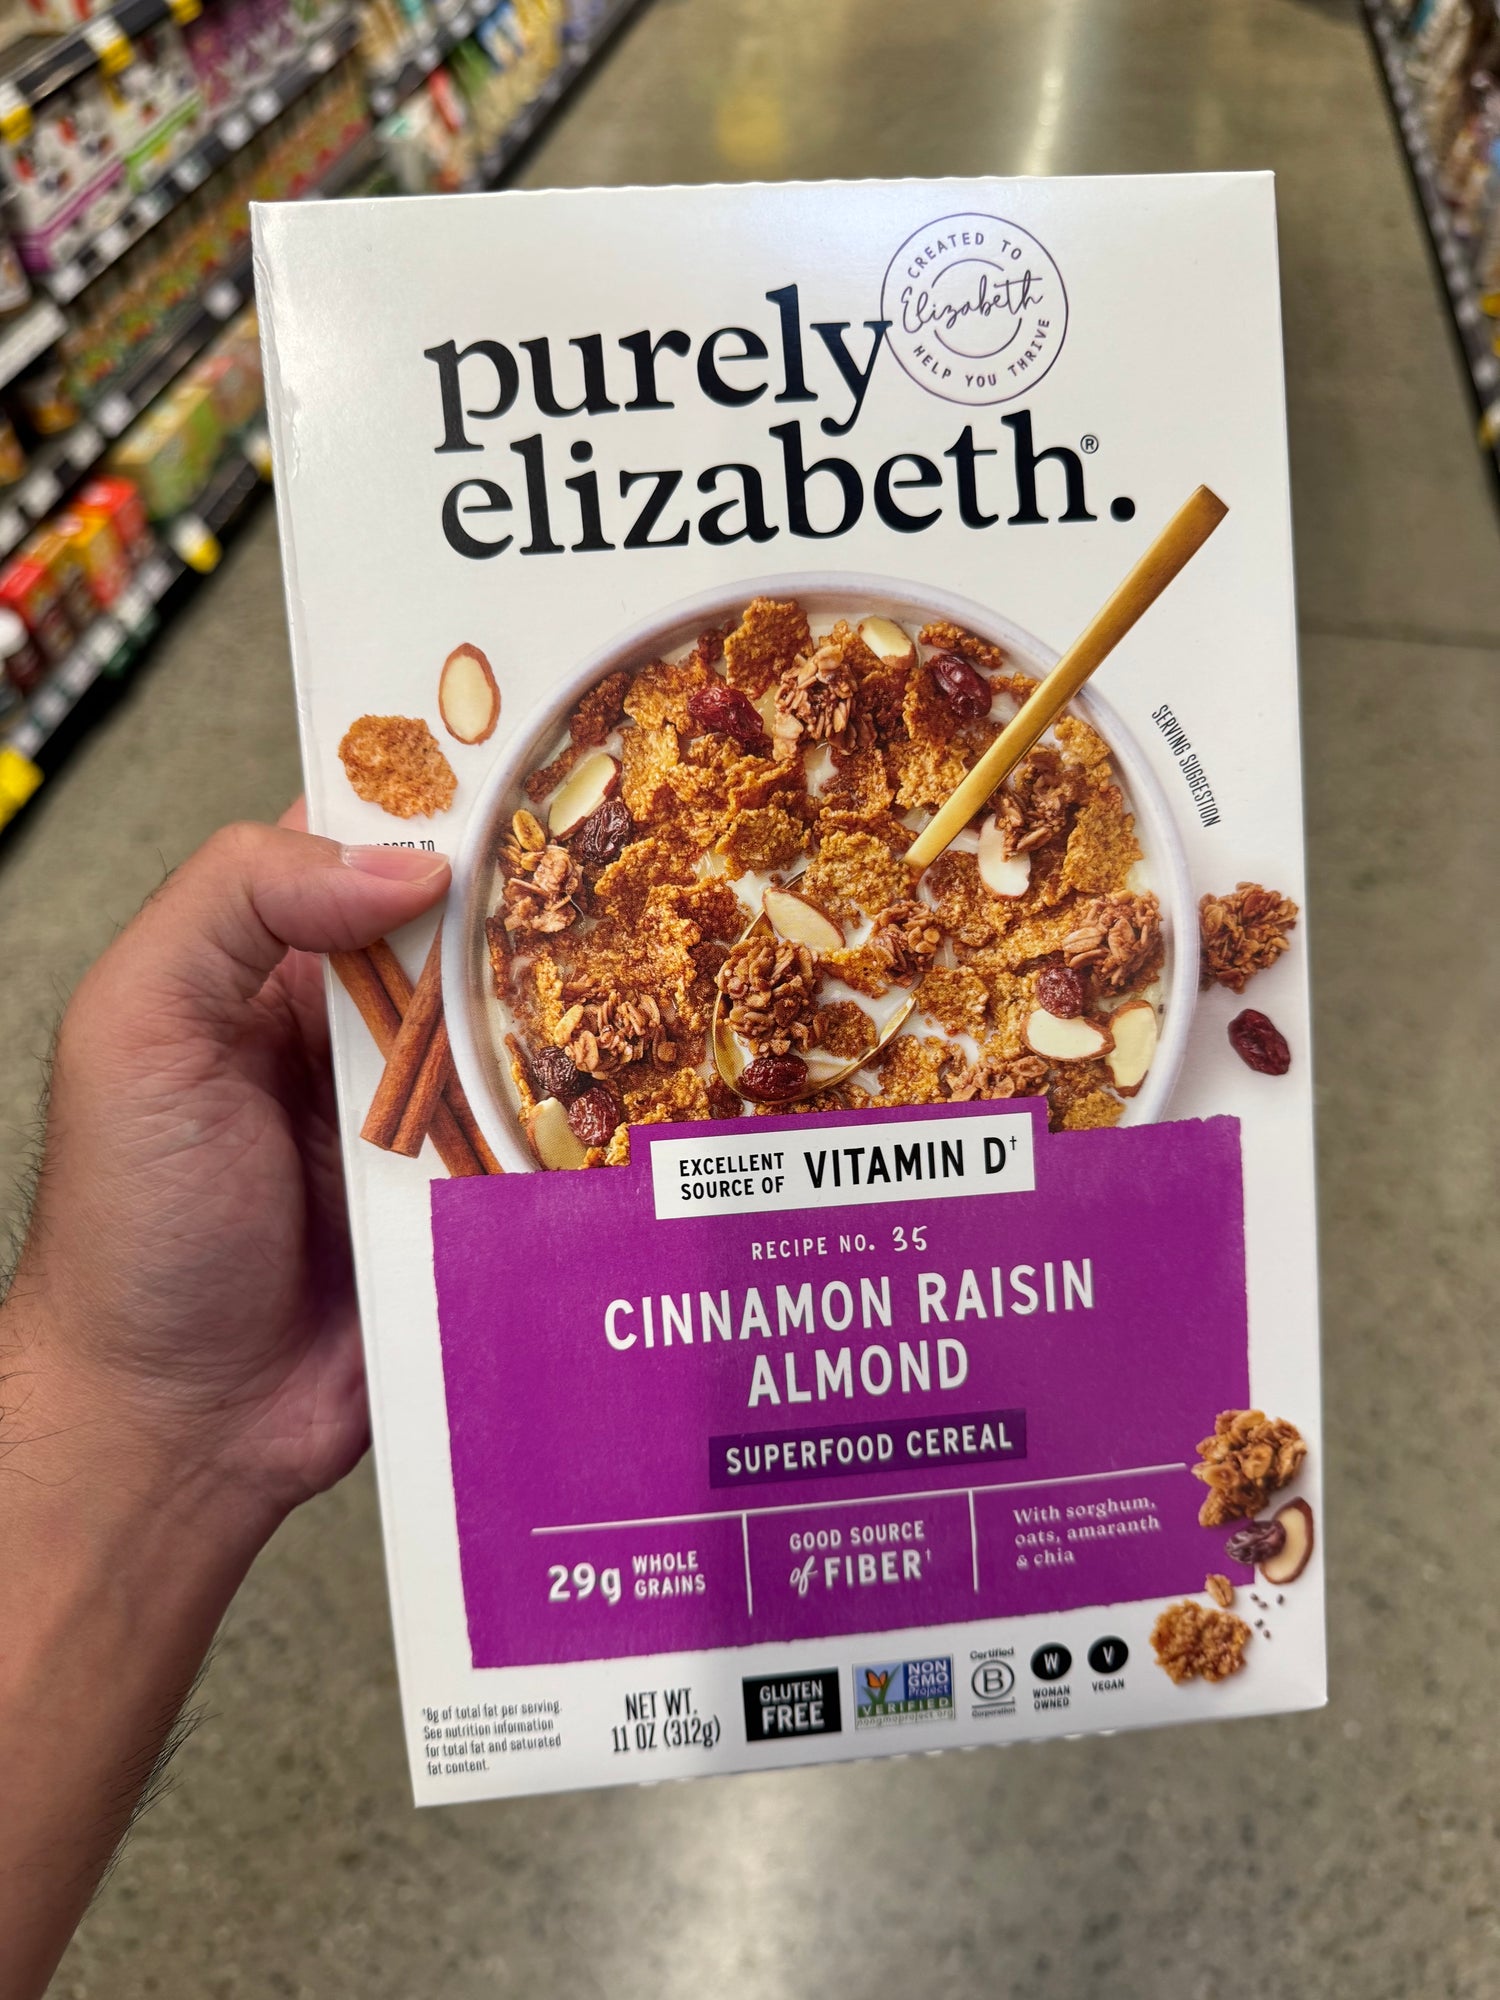 CREATED TO
Elizabeth
HELP YOU THRIVE
purely
elizabeth®.
SERVING SUGGESTION
TO
EXCELLENT
SOURCE OF
VITAMIN D†
RECIPE NO. 35
CINNAMON RAISIN
ALMOND
SUPERFOOD CEREAL
29g WHOLE
GRAINS
GOOD SOURCE
of FIBER†
With sorghum,
oats, amaranth
& chia
*8g of total fat per serving.
See nutrition information
for total fat and saturated
fat content.
NET WT.
11 OZ (312g)
GLUTEN
FREE
NON
GMO
Project
VERIFIED
nongmoproject.org
Certified
B
Corporation
W
WOMAN
OWNED
V
VEGAN